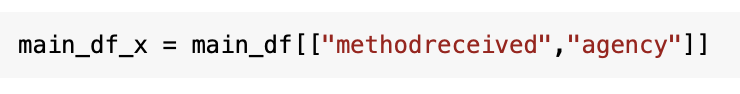 main_df_x = main_df[["methodreceived","agency"]]